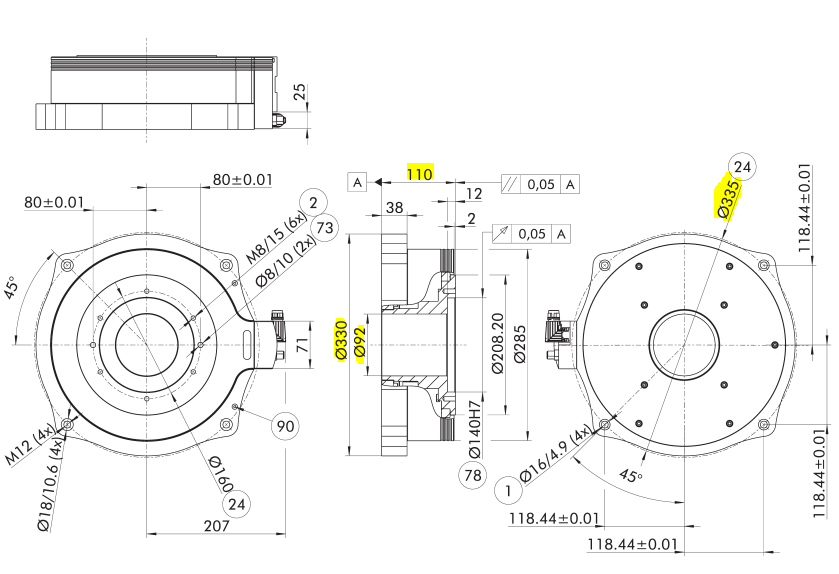 25
80±0.01
80±0.01
2
M8/15 (6x)
73
Ø8/10 (2x)
45°
71
M12 (4x)
Ø18/10.6 (4x)
90
Ø160
24
207
A
110
// 0,05 A
12
38
2
0,05 A
Ø330
Ø92
Ø208.20
Ø285
Ø140H7
78
24
Ø335
118.44±0.01
1
Ø16/4.9 (4x)
45°
118.44±0.01
118.44±0.01
118.44±0.01